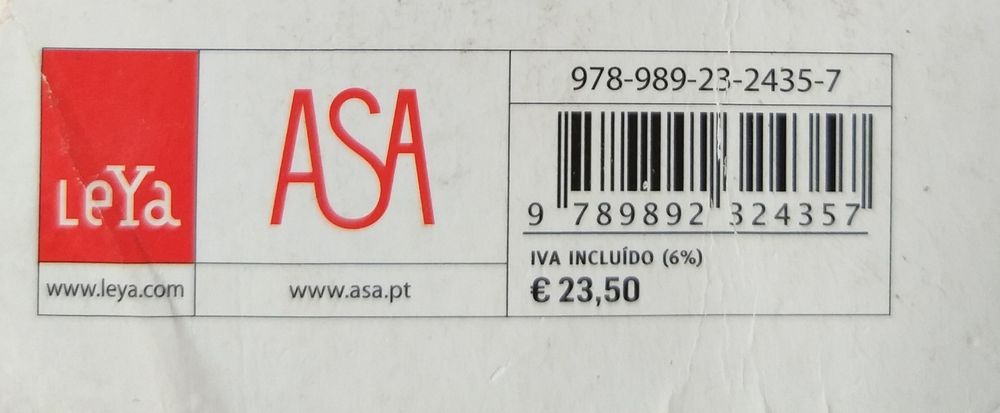 LeYa
www.leya.com
ASA
www.asa.pt
978-989-23-2435-7
9 789892 324357
IVA INCLUÍDO (6%)
€ 23,50